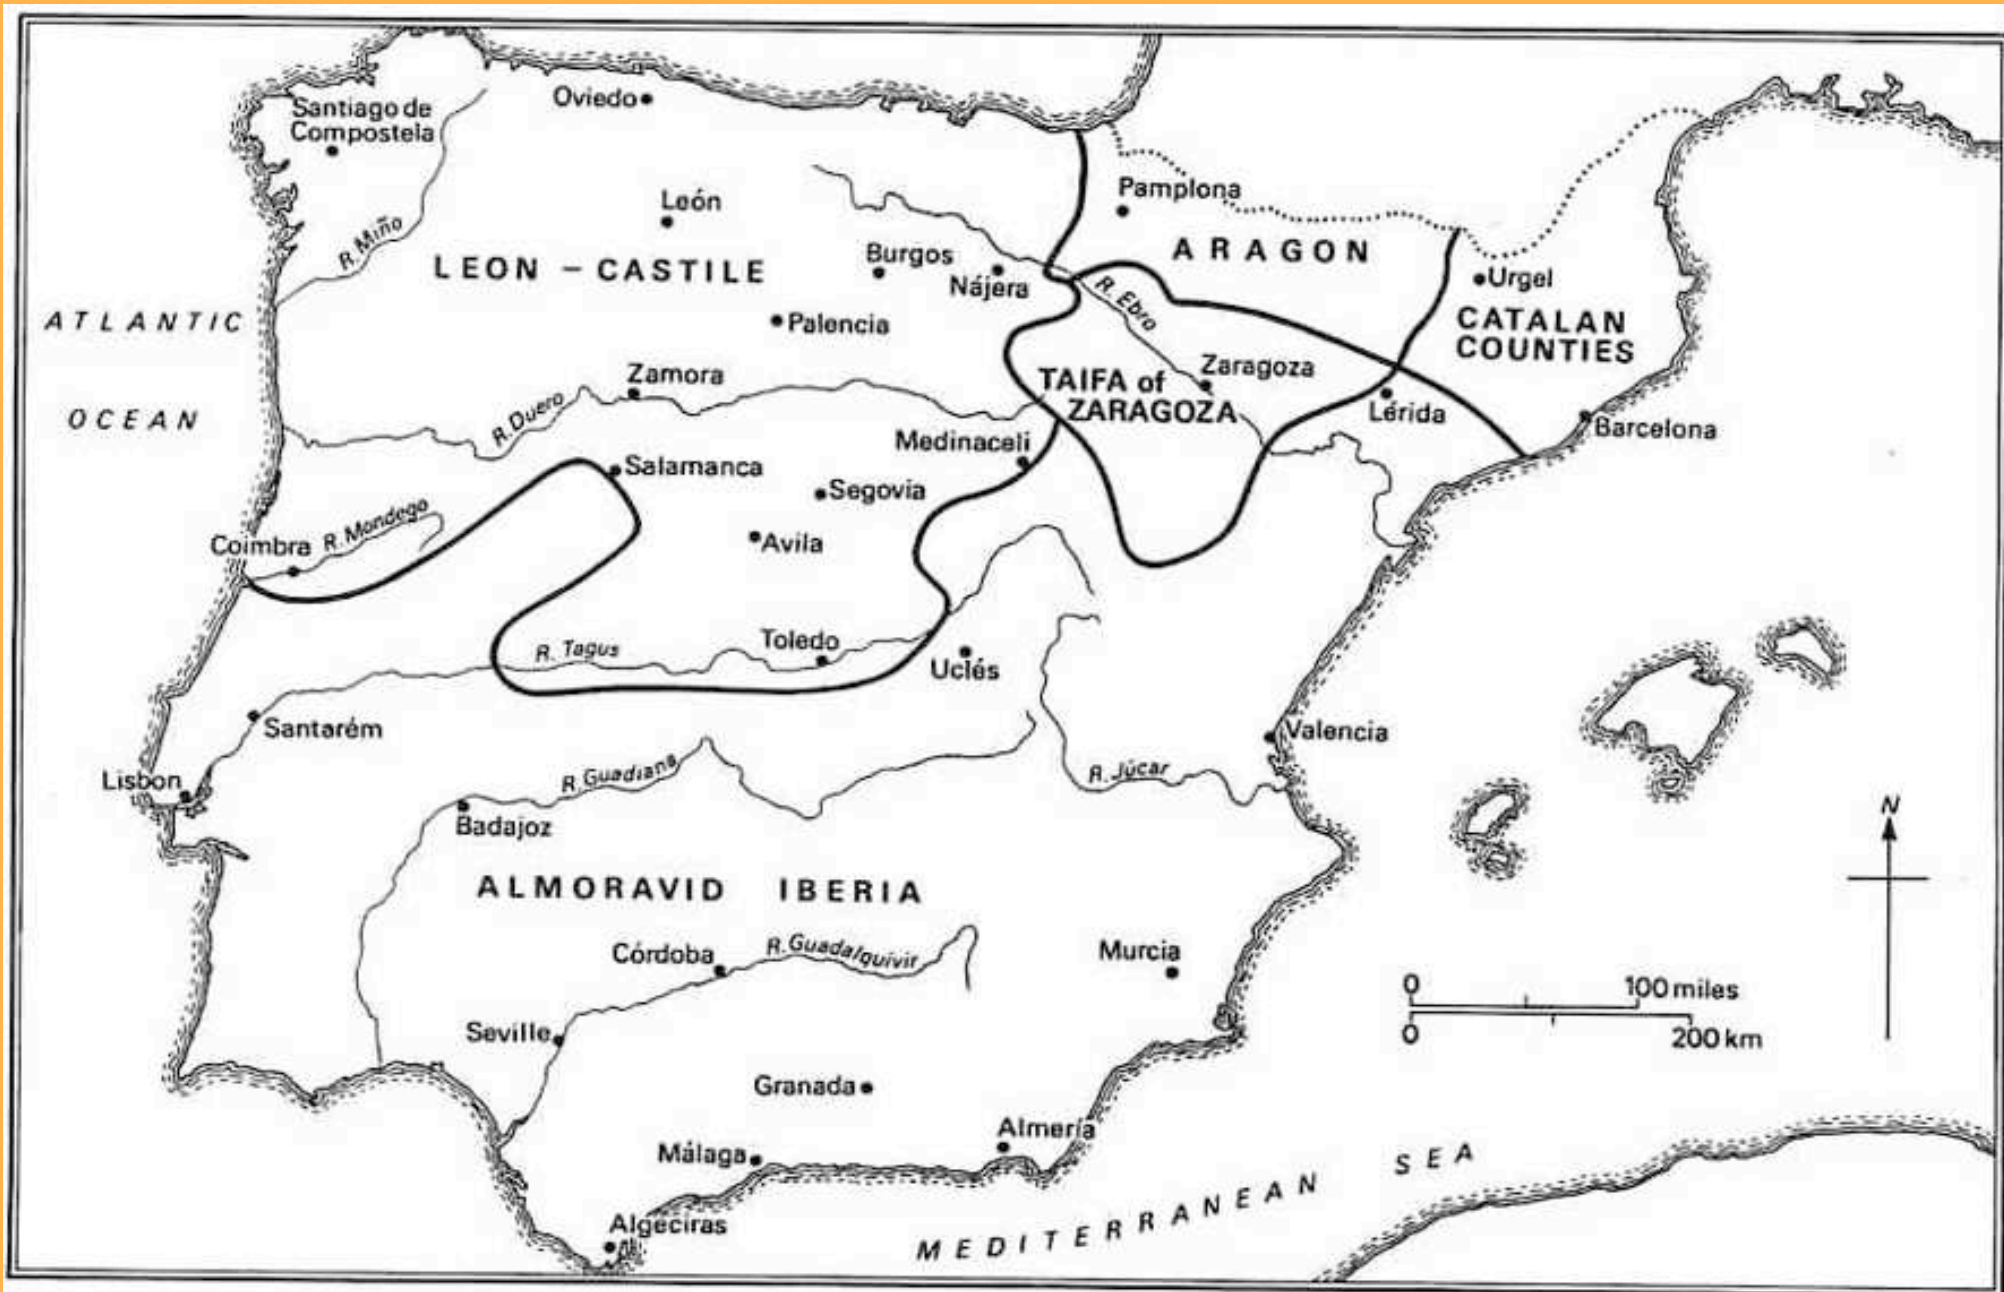 Santiago de
Compostela
Oviedo
R. Miño
León
LEON – CASTILE
Burgos
Nájera
Palencia
Pamplona
ARAGON
Urgel
CATALAN
COUNTIES
ATLANTIC
OCEAN
Zamora
R. Duero
R. Ebro
Zaragoza
TAIFA of
ZARAGOZA
Lérida
Barcelona
Medinaceli
Salamanca
Segovia
Avila
Coimbra
R. Mondego
R. Tagus
Toledo
Uclés
Santarém
Lisbon
Valencia
R. Guadiana
R. Júcar
Badajoz
N
ALMORAVID IBERIA
Córdoba
R. Guadalquivir
Murcia
0 100 miles
0 200 km
Seville
Granada
Almería
Málaga
Algeciras
MEDITERRANEAN SEA